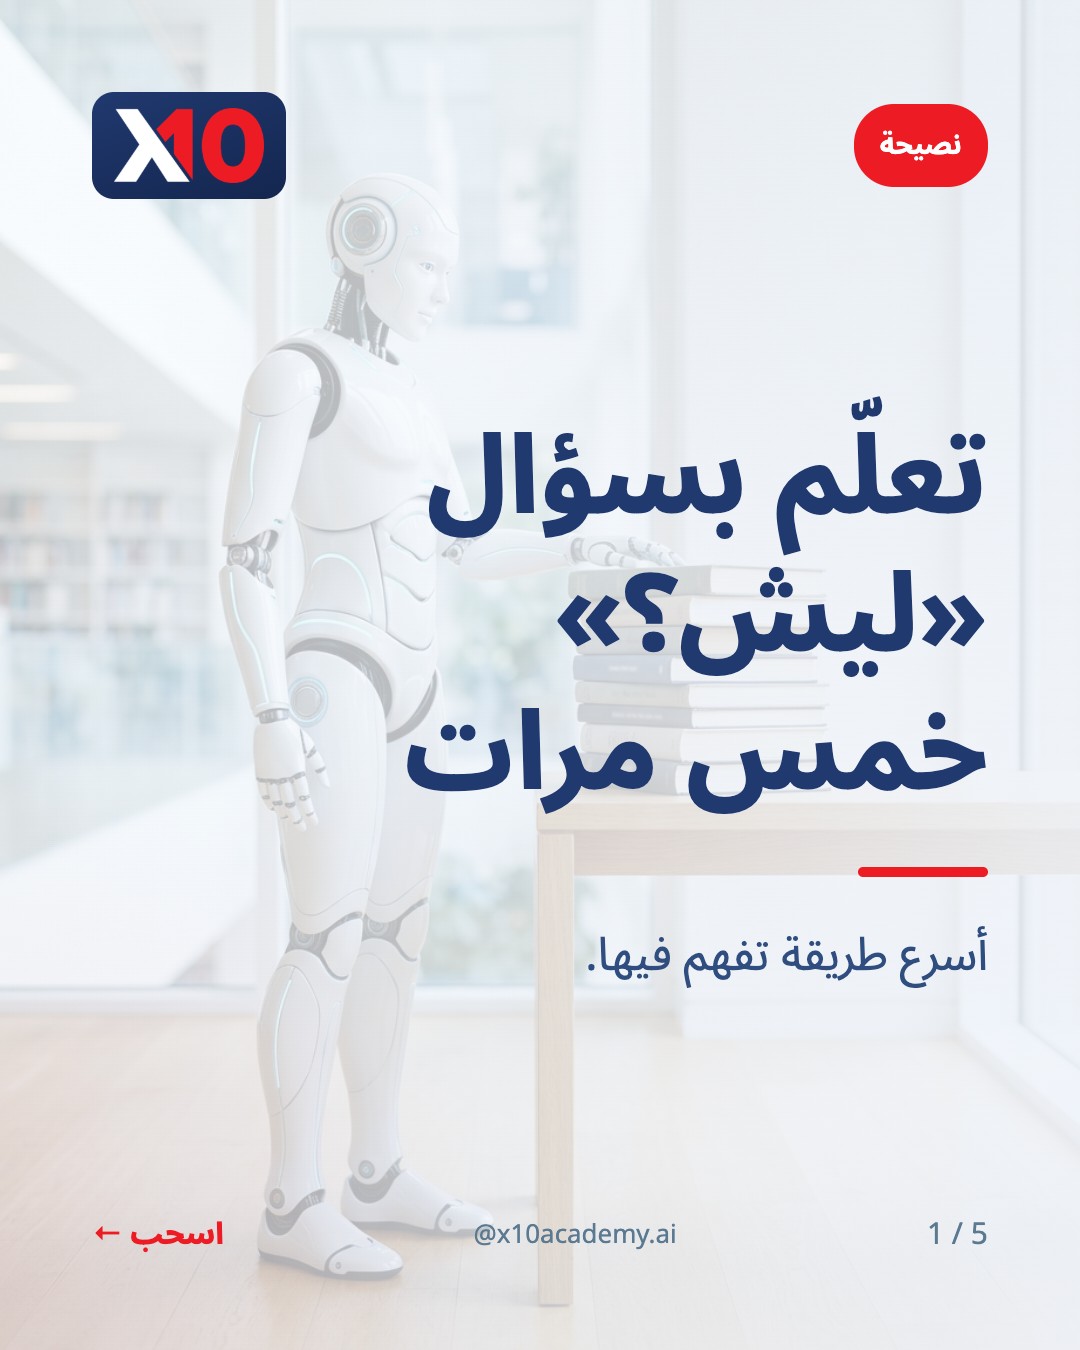 X10
نصيحة
تعلّم بسؤال
«ليش؟»
خمس مرات
أسرع طريقة تفهم فيها.
1 / 5
@x10academy.ai
اسحب ←